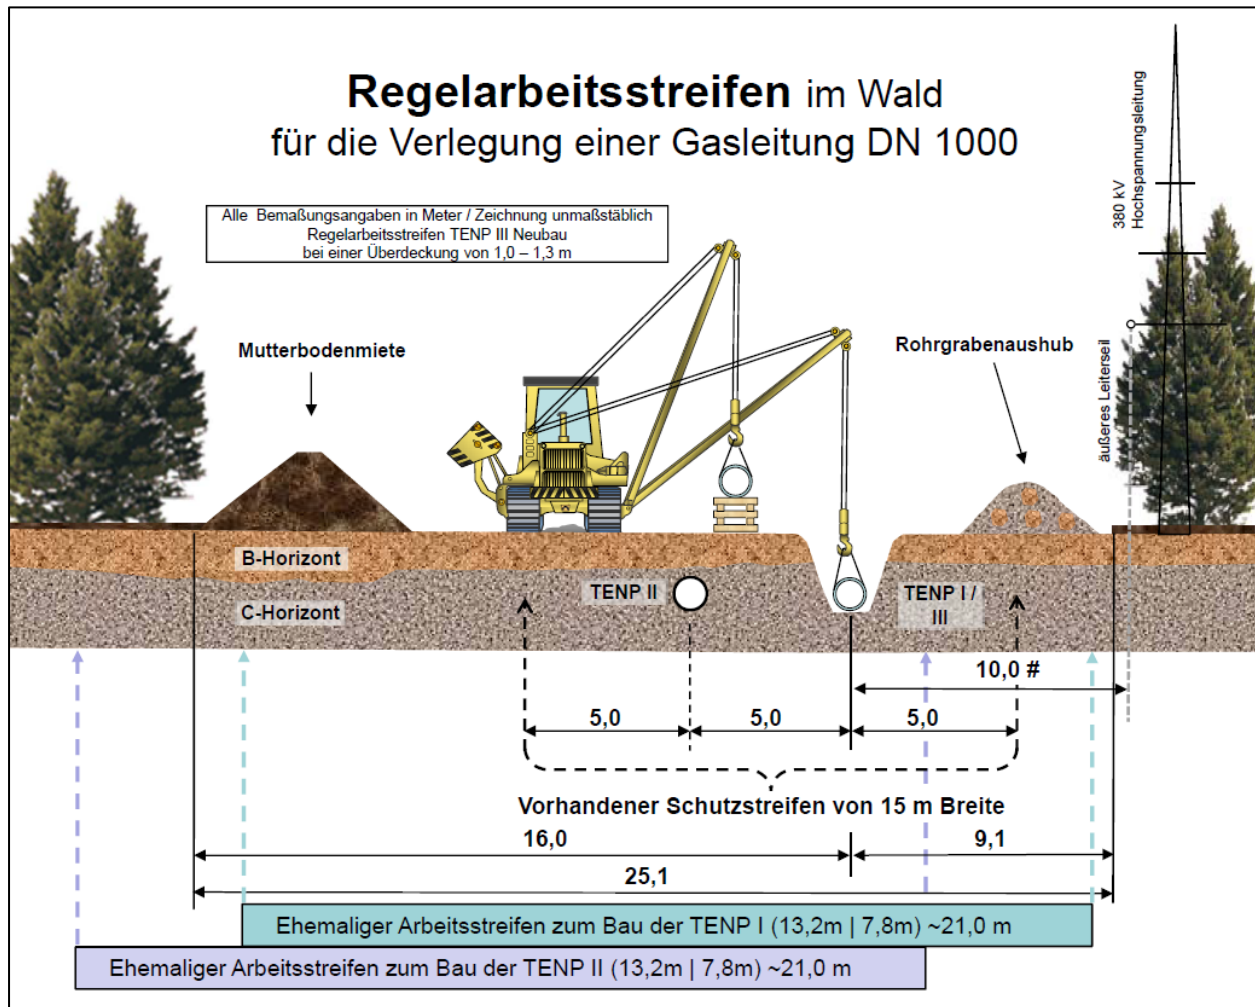 Regelarbeitsstreifen im Wald
für die Verlegung einer Gasleitung DN 1000
Alle Bemaßungsangaben in Meter / Zeichnung unmaßstäblich
Regelarbeitsstreifen TENP III Neubau
bei einer Überdeckung von 1,0 – 1,3 m
380 kV
Hochspannungsleitung
Mutterbodenmiete
Rohrgrabenaushub
äußeres Leiterseil
B-Horizont
C-Horizont
TENP II
TENP I /
III
10,0 #
5,0
5,0
5,0
Vorhandener Schutzstreifen von 15 m Breite
16,0
9,1
25,1
Ehemaliger Arbeitsstreifen zum Bau der TENP I (13,2m | 7,8m) ~21,0 m
Ehemaliger Arbeitsstreifen zum Bau der TENP II (13,2m | 7,8m) ~21,0 m